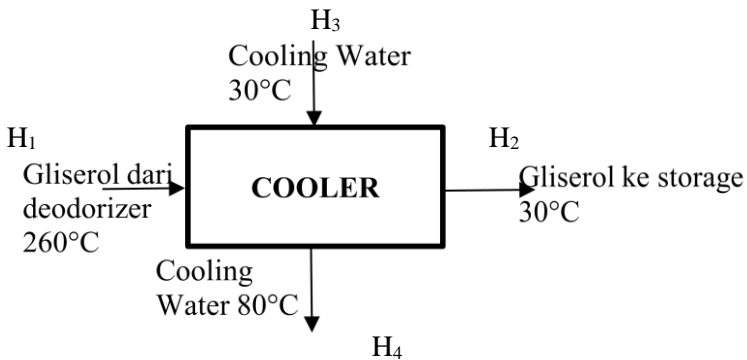 H₃
Cooling Water
30°C
H₁
Gliserol dari
deodorizer
260°C
COOLER
H₂
Gliserol ke storage
30°C
Cooling
Water 80°C
H₄